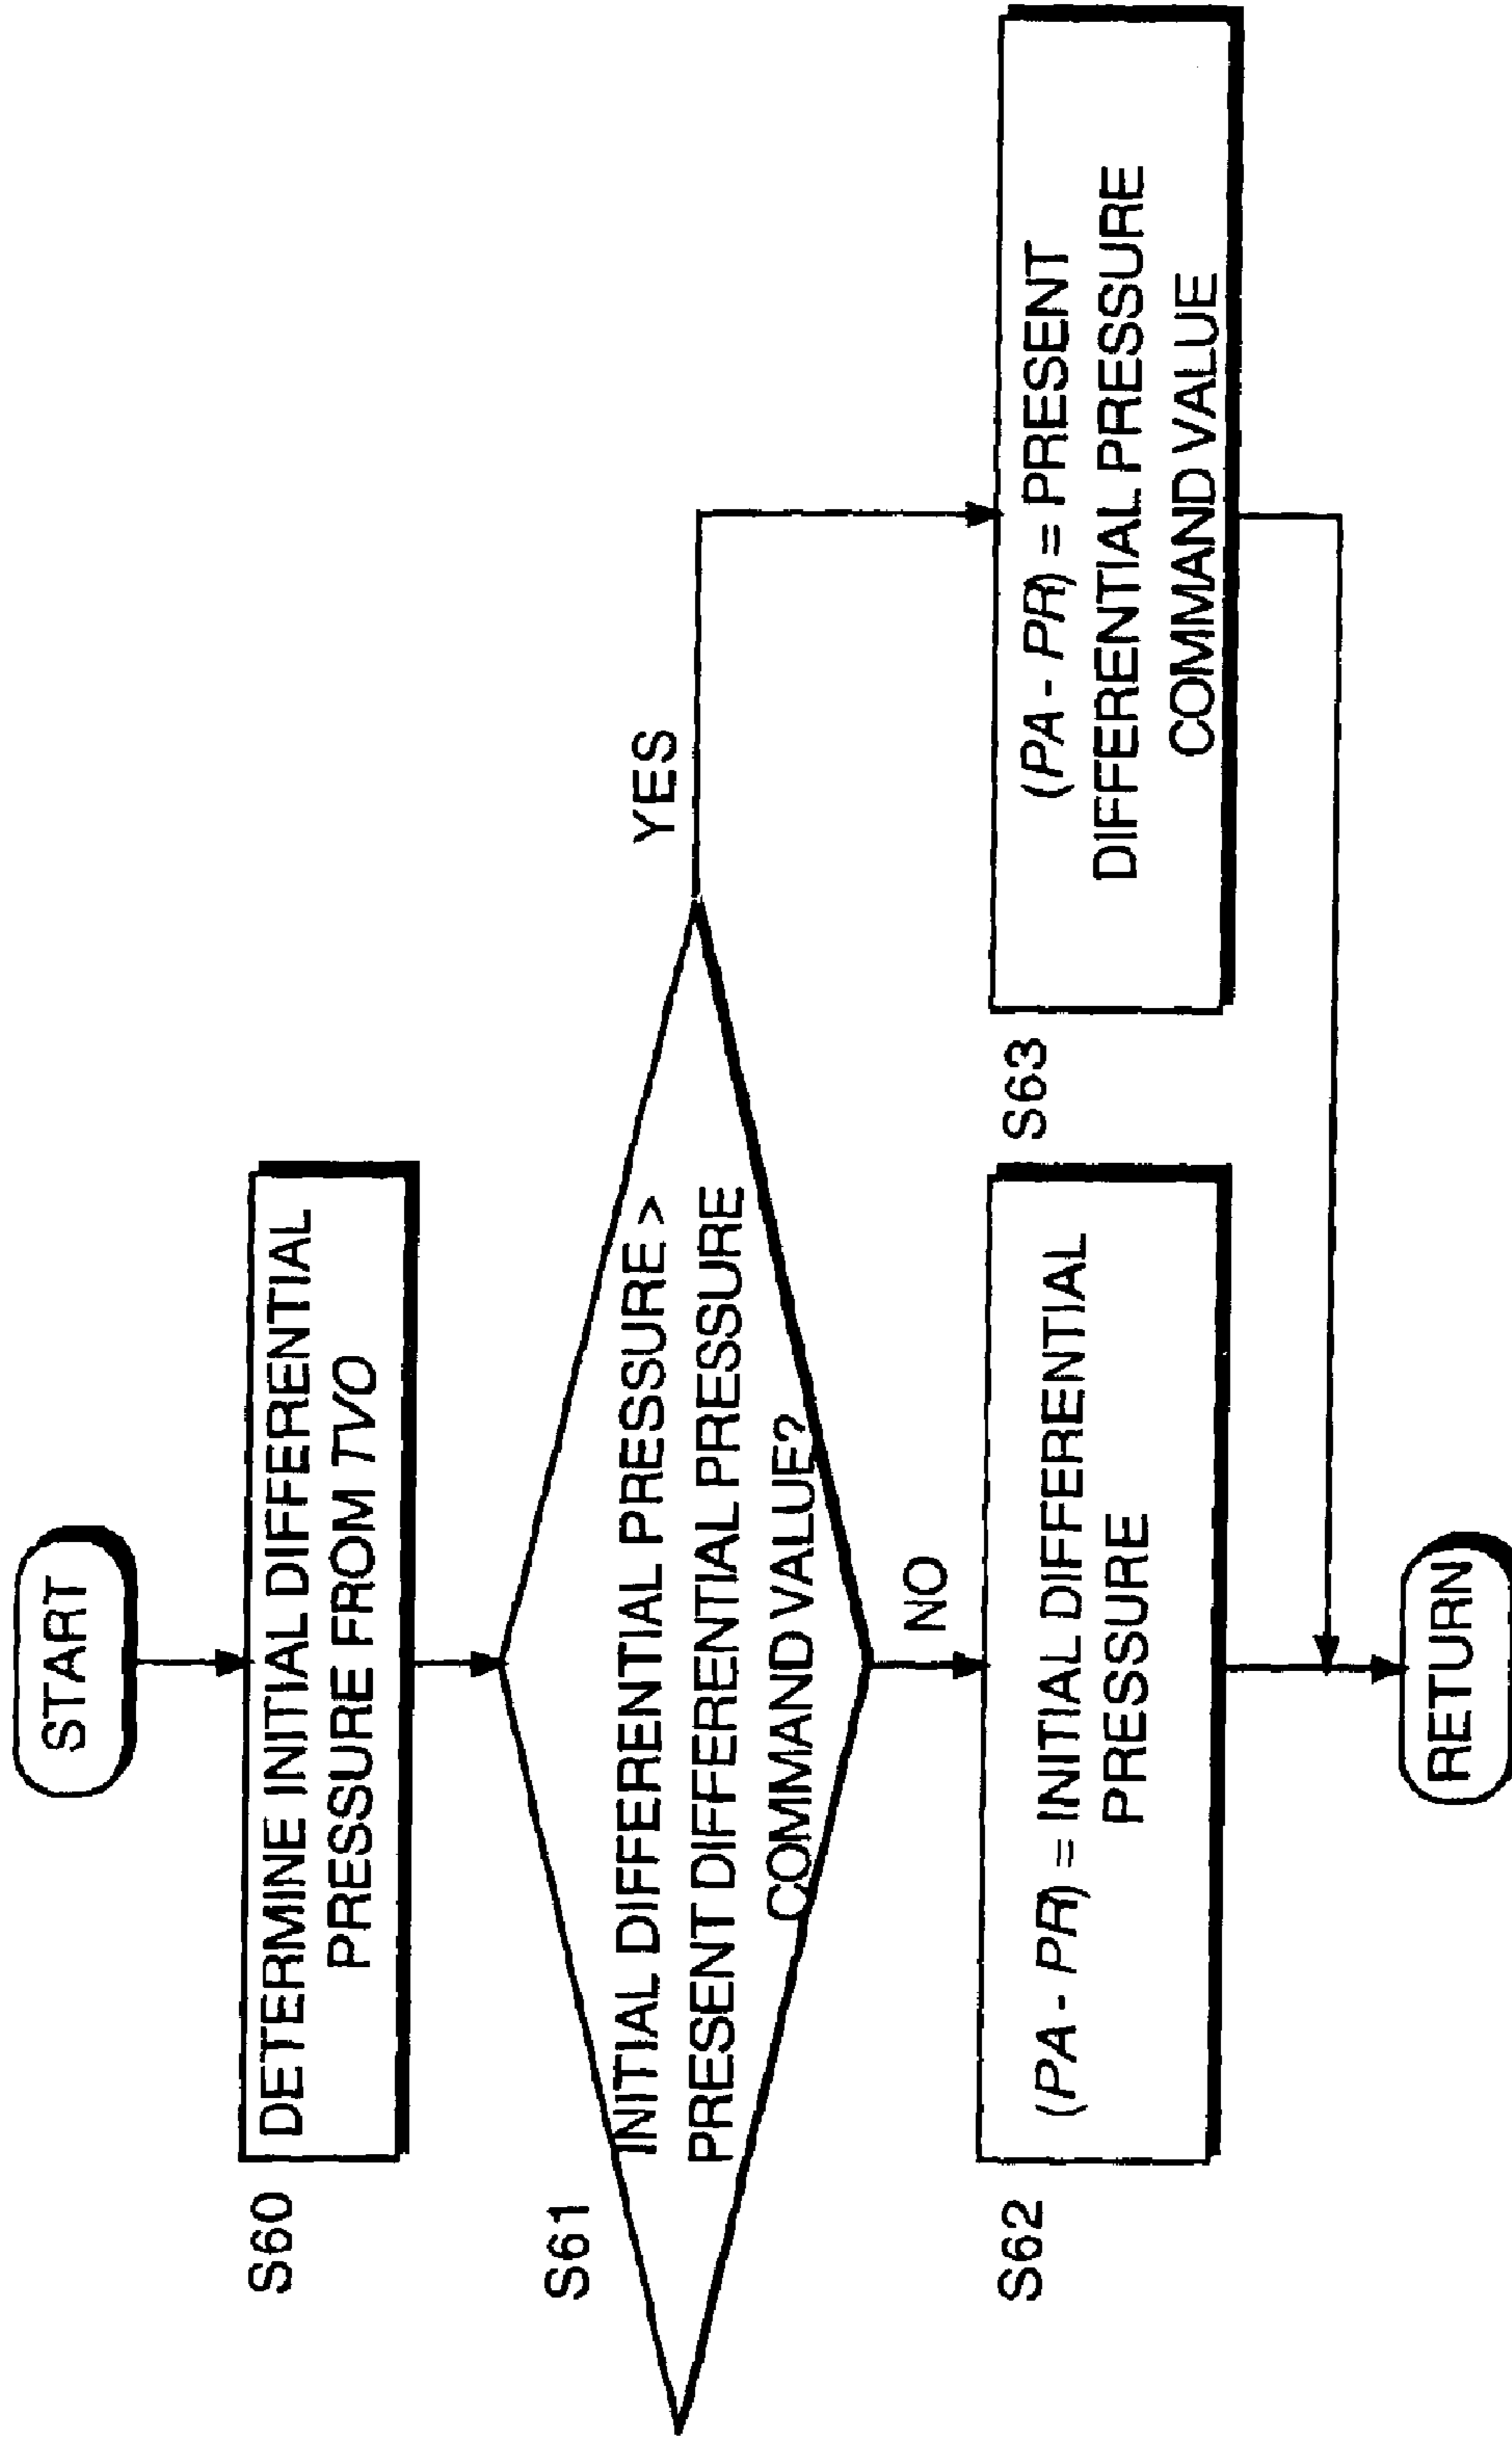 START
S60
DETERMINE INITIAL DIFFERENTIAL
PRESSURE FROM TVO
S61
INITIAL DIFFERENTIAL PRESSURE >
PRESENT DIFFERENTIAL PRESSURE
COMMAND VALUE?
YES
NO
S62
(PA - PR) = INITIAL DIFFERENTIAL
PRESSURE
S63
(PA - PR) = PRESENT
DIFFERENTIAL PRESSURE
COMMAND VALUE
RETURN